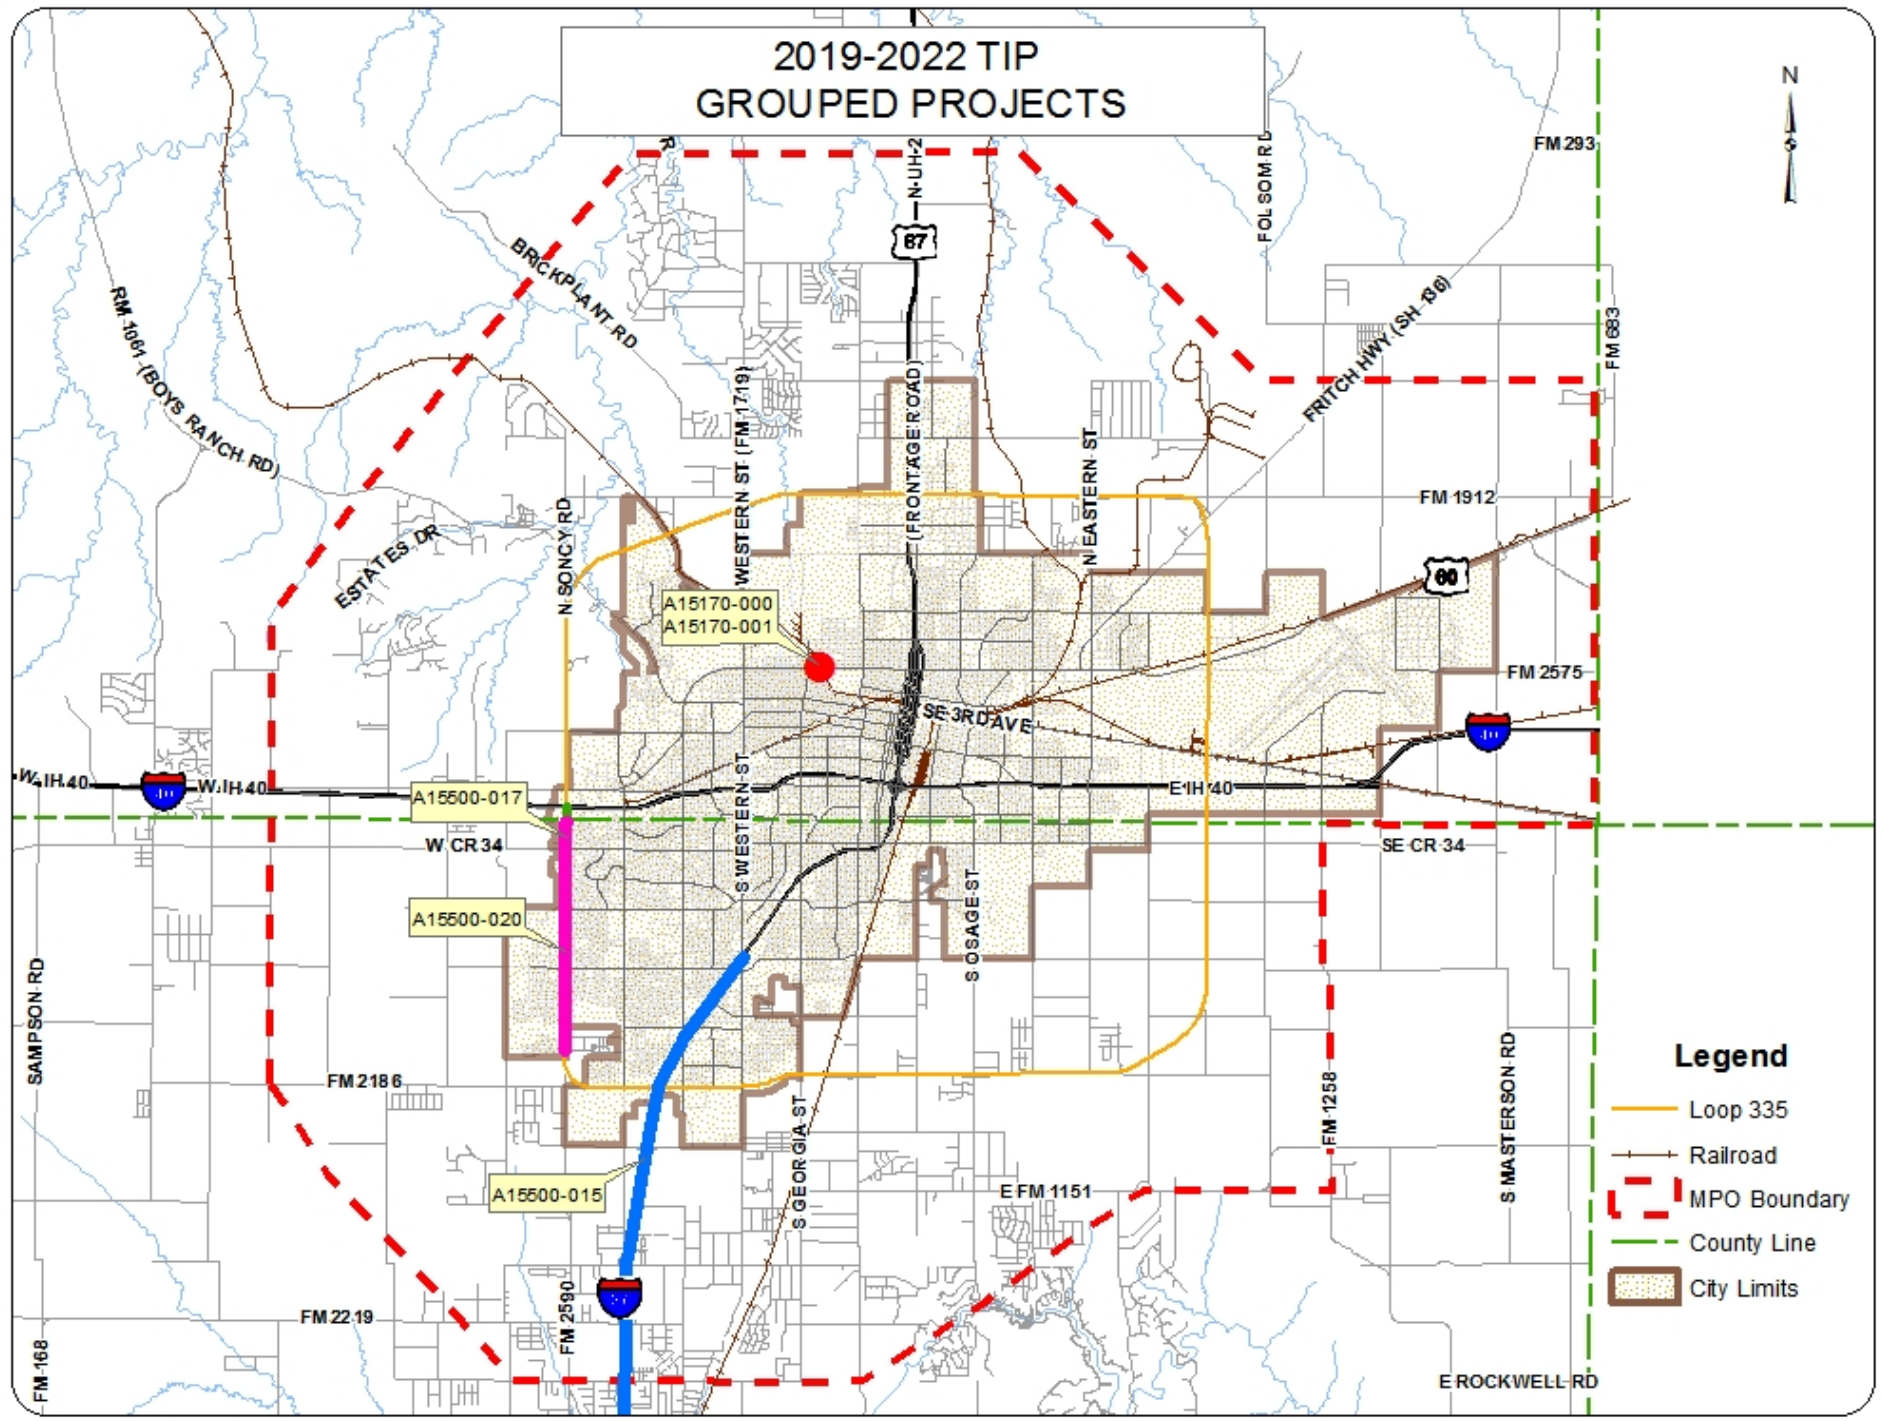 2019-2022 TIP
GROUPED PROJECTS
N
R
N-UH-2
FOLSOM RD
FM 293
87
BRICKPLANT RD
RM 1061 (BOYS RANCH RD)
FRITCH HWY (SH 136)
FM 683
WESTERN ST (FM 1719)
(FRONTAGE ROAD)
N EASTERN ST
FM 1912
N SONCY RD
ESTATES DR
60
A15170-000
A15170-001
FM 2575
SE 3RD AVE
40
W IH 40
40
W IH 40
E IH 40
A15500-017
S WESTERN ST
W CR 34
SE CR 34
A15500-020
S OSAGE ST
SAMPSON RD
FM 2186
S GEORGIA ST
FM 1258
S MASTERSON RD
Legend
Loop 335
Railroad
MPO Boundary
County Line
City Limits
A15500-015
E FM 1151
FM 2590
FM 2219
FM 168
E ROCKWELL RD